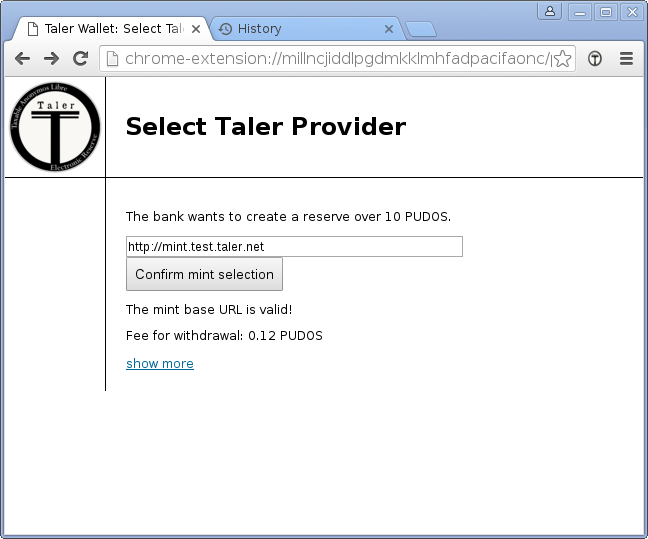 Taler Wallet: Select Tal
History
chrome-extension://millncjiddlpgdmkklmhfadpacifaonc/p
Taxable Anonymous Libre
Taler
Electronic Reserve
Select Taler Provider
The bank wants to create a reserve over 10 PUDOS.
http://mint.test.taler.net
Confirm mint selection
The mint base URL is valid!
Fee for withdrawal: 0.12 PUDOS
show more